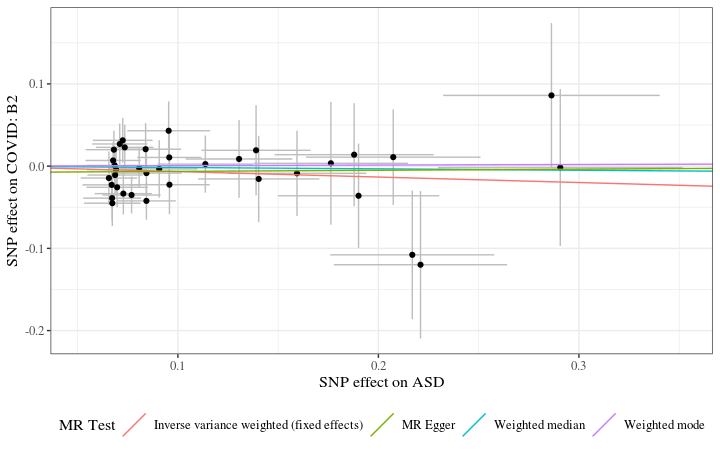 SNP effect on COVID: B2
0.1
0.0
-0.1
-0.2
0.1
0.2
0.3
SNP effect on ASD
MR Test
Inverse variance weighted (fixed effects)
MR Egger
Weighted median
Weighted mode